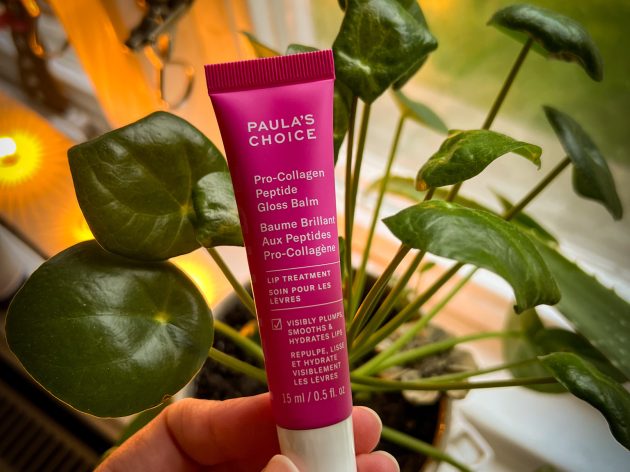 PAULA'S
CHOICE
Pro-Collagen
Peptide
Gloss Balm
Baume Brillant
Aux Peptides
Pro-Collagène
LIP TREATMENT
SOIN POUR LES
LÈVRES
VISIBLY PLUMPS,
SMOOTHS &
HYDRATES LIPS
REPULPE, LISSE
ET HYDRATE
VISIBLEMENT
LES LÈVRES
15 ml / 0.5 fl. oz